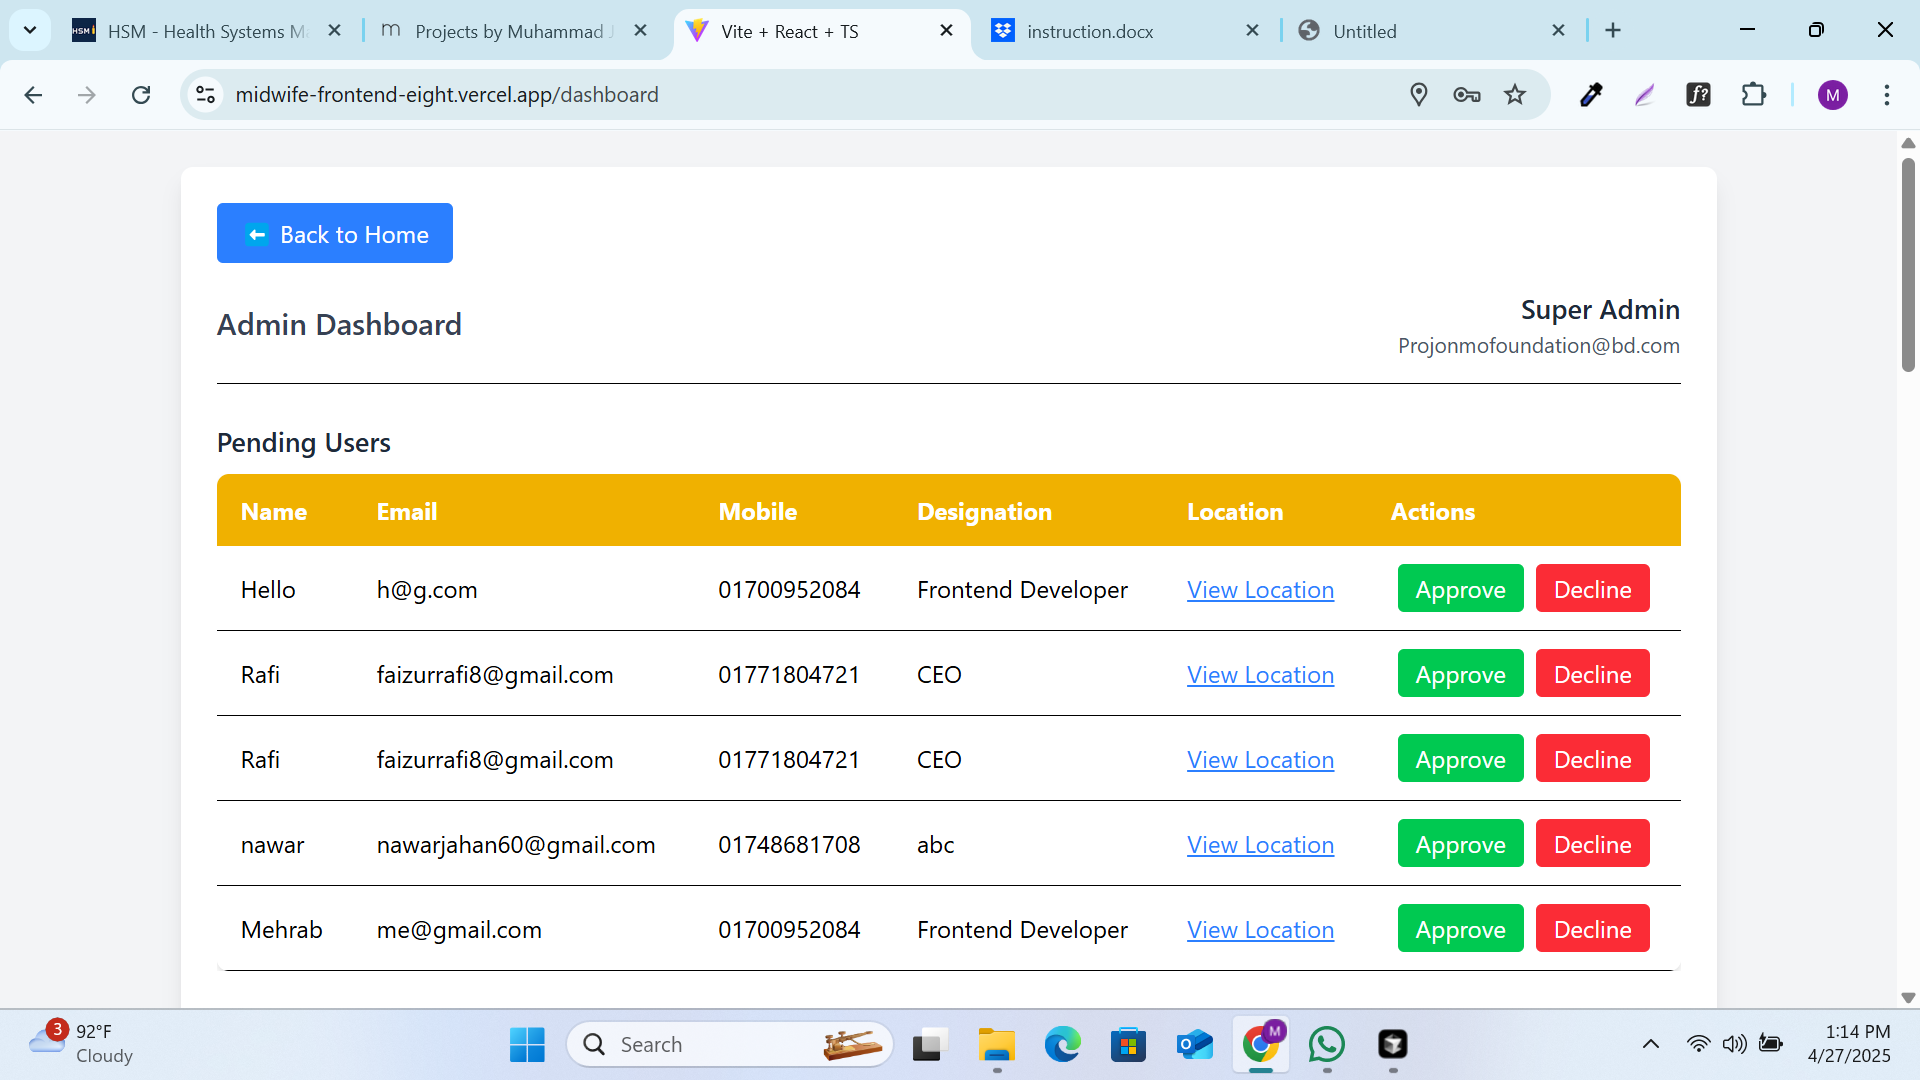 HSM - Health Systems Ma
Projects by Muhammad J
Vite + React + TS
instruction.docx
Untitled
midwife-frontend-eight.vercel.app/dashboard
M
Back to Home
Admin Dashboard
Super Admin
Projonmofoundation@bd.com
Pending Users
Name Email Mobile Designation Location Actions
Hello h@g.com 01700952084 Frontend Developer View Location Approve Decline
Rafi faizurrafi8@gmail.com 01771804721 CEO View Location Approve Decline
Rafi faizurrafi8@gmail.com 01771804721 CEO View Location Approve Decline
nawar nawarjahan60@gmail.com 01748681708 abc View Location Approve Decline
Mehrab me@gmail.com 01700952084 Frontend Developer View Location Approve Decline
3
92°F
Cloudy
Search
M
1:14 PM
4/27/2025